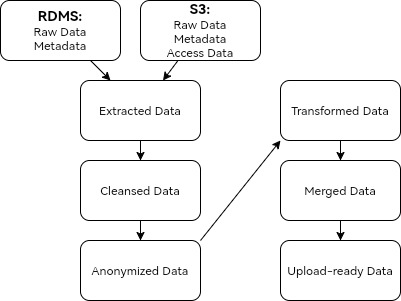 RDMS:
Raw Data
Metadata
S3:
Raw Data
Metadata
Access Data
Extracted Data
Cleansed Data
Anonymized Data
Transformed Data
Merged Data
Upload-ready Data